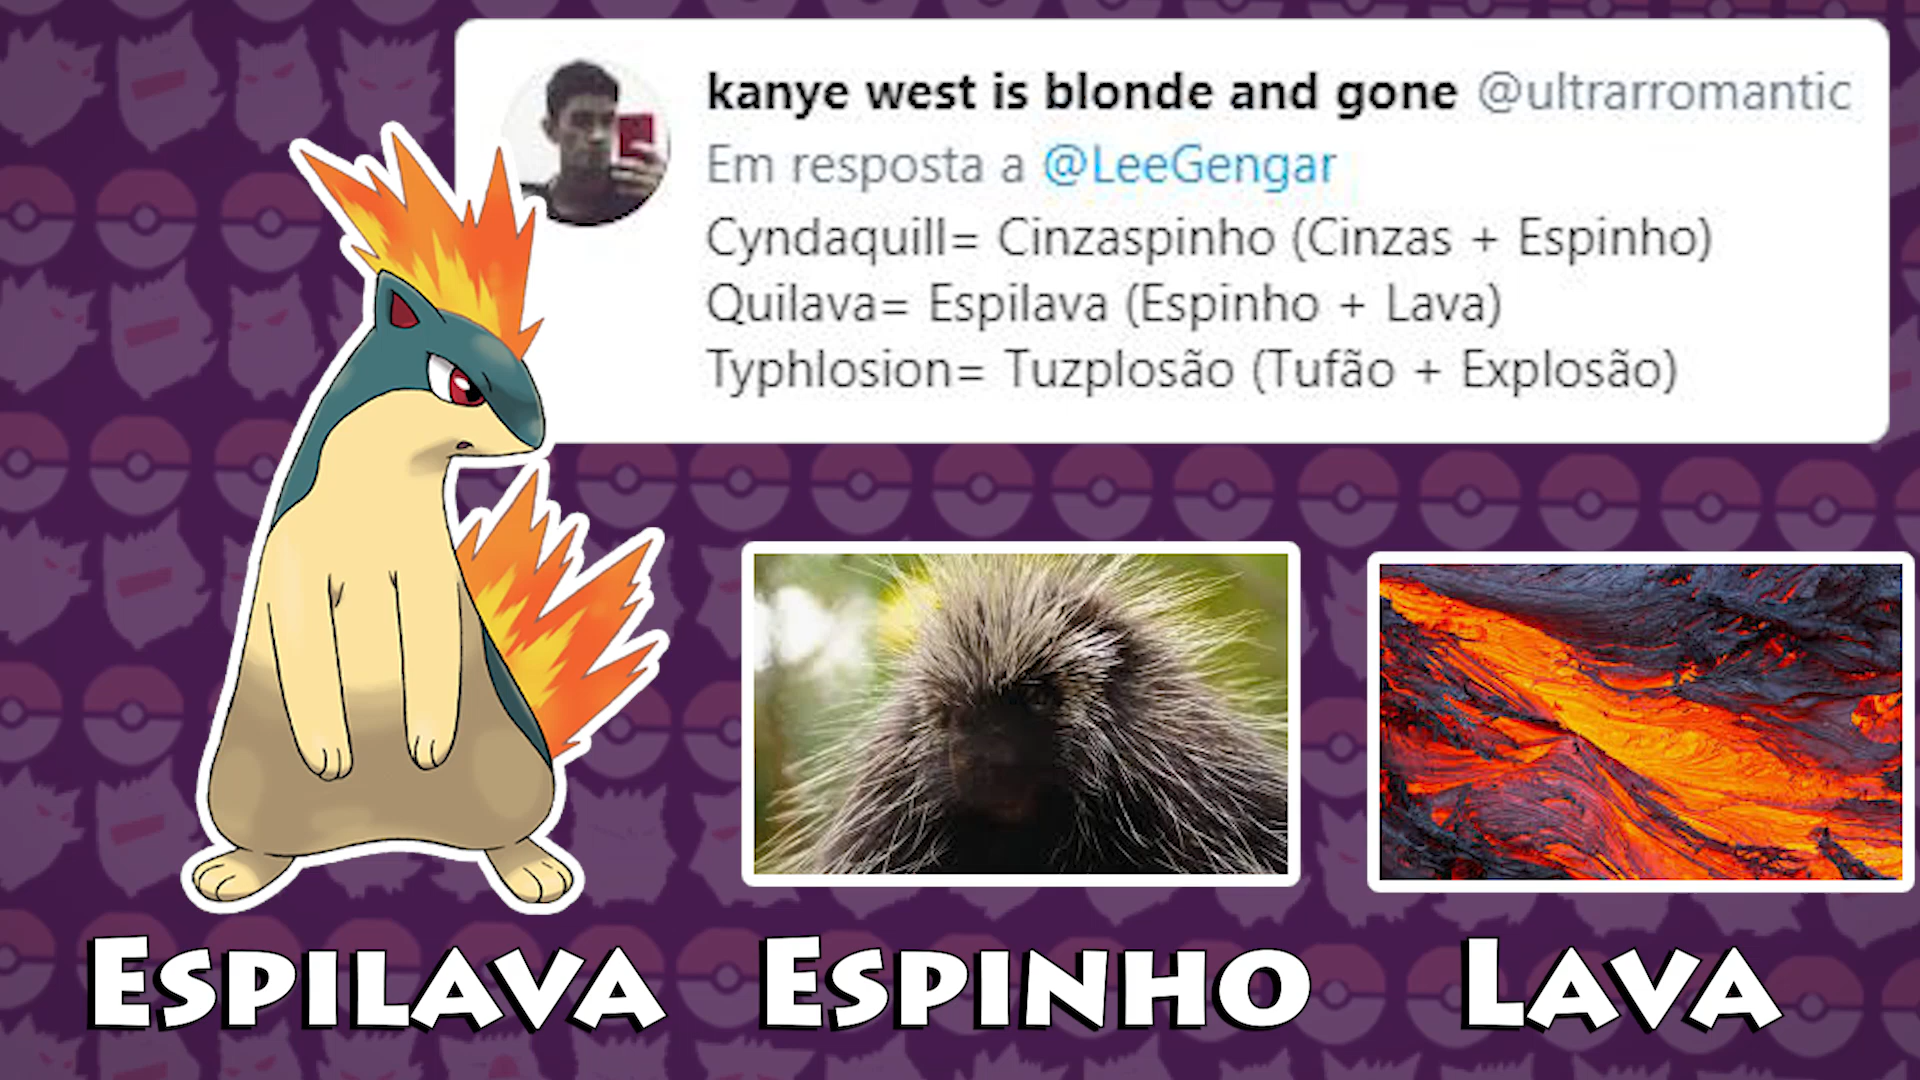 kanye west is blonde and gone @ultrarromantic
Em resposta a @LeeGengar
Cyndaquill= Cinzaspinho (Cinzas + Espinho)
Quilava= Espilava (Espinho + Lava)
Typhlosion= Tuzplosão (Tufão + Explosão)
ESPILAVA ESPINHO LAVA